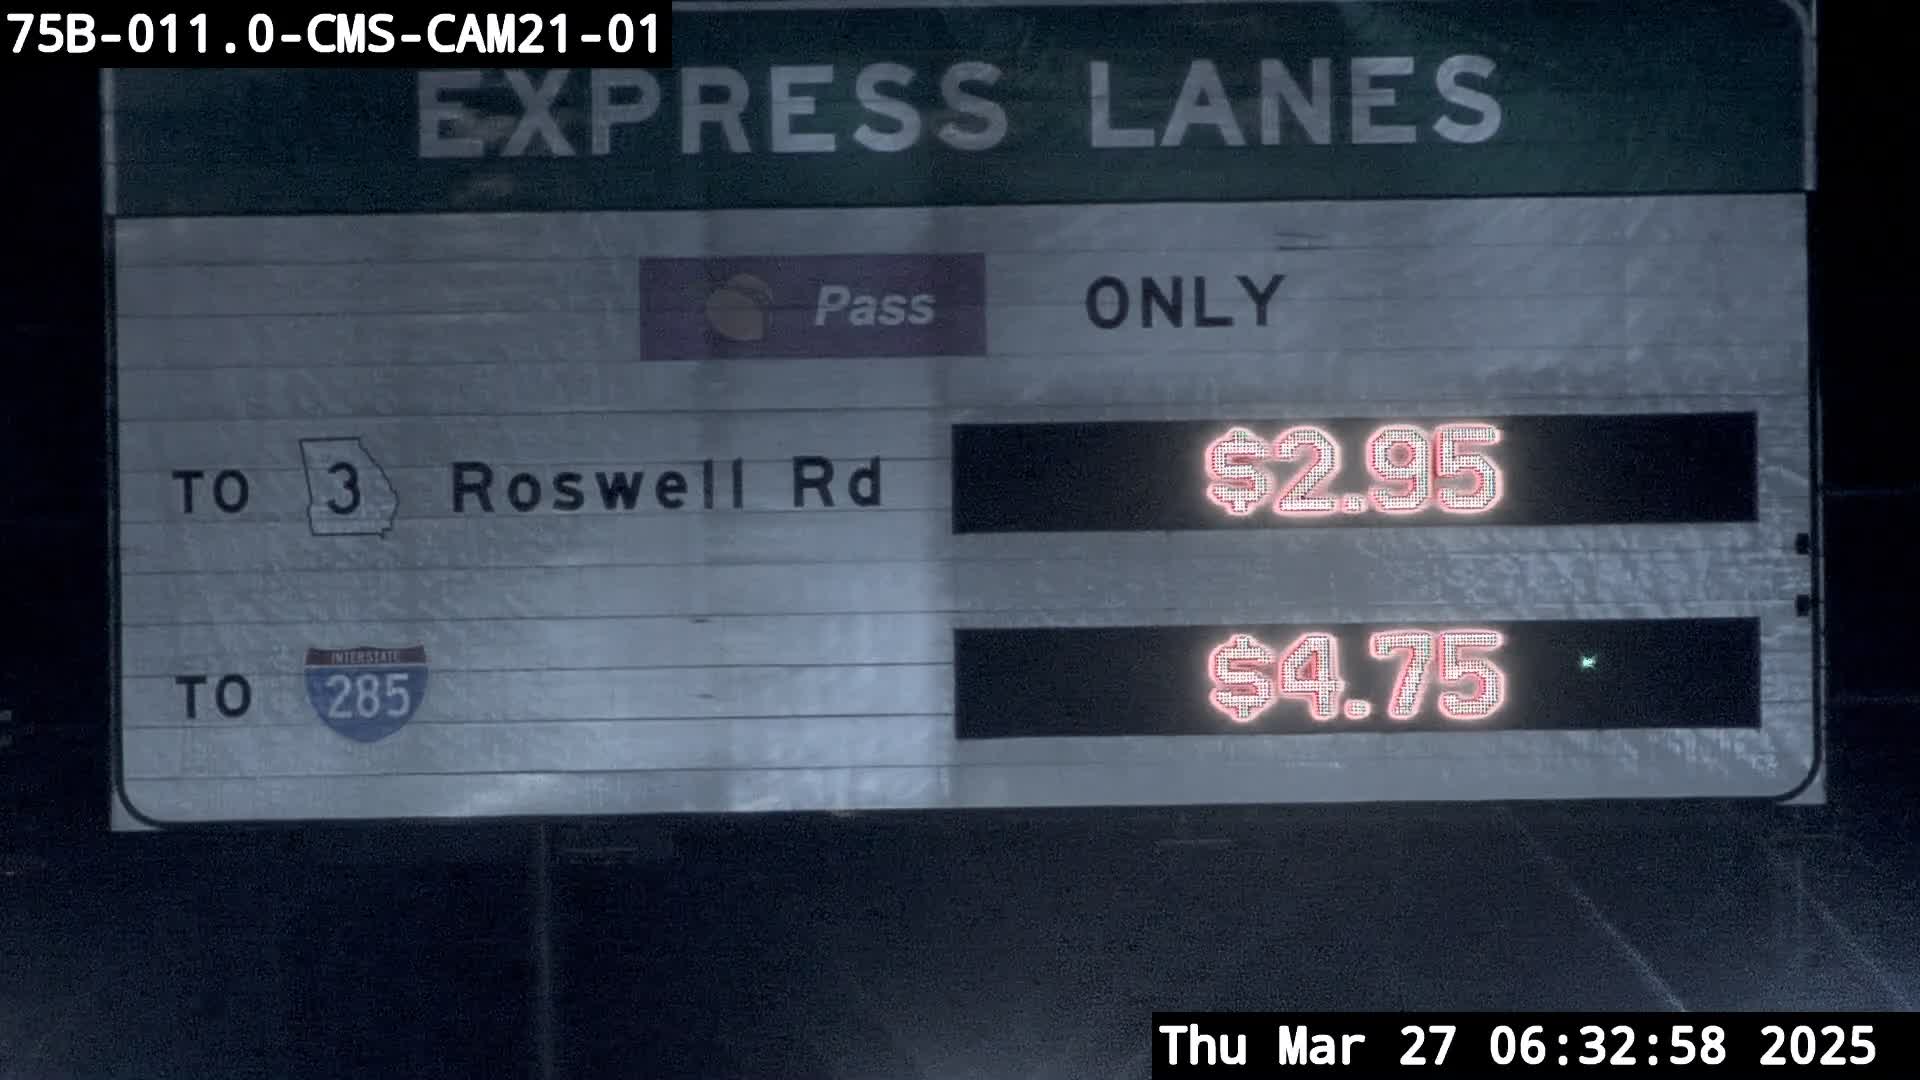 75B-011.0-CMS-CAM21-01
EXPRESS LANES
Pass ONLY
TO 3 Roswell Rd $2.95
TO INTERSTATE 285 $4.75
Thu Mar 27 06:32:58 2025